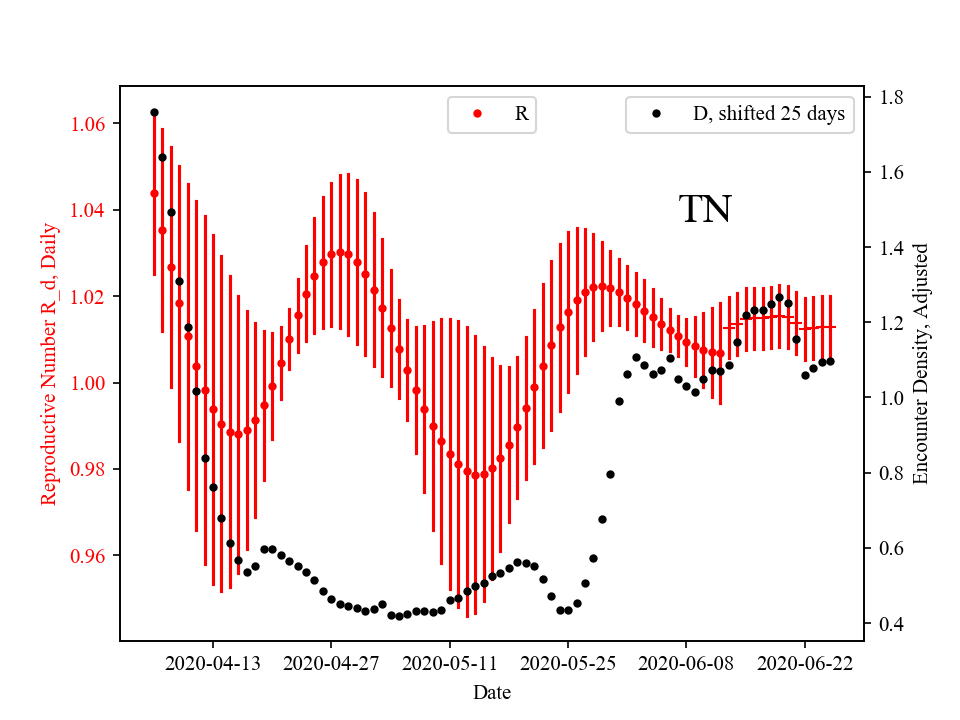 R
D, shifted 25 days
TN
Reproductive Number R_d, Daily
1.06
1.04
1.02
1.00
0.98
0.96
1.8
1.6
1.4
1.2
1.0
0.8
0.6
0.4
Encounter Density, Adjusted
2020-04-13 2020-04-27 2020-05-11 2020-05-25 2020-06-08 2020-06-22
Date